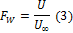 F_W = U / U_∞ (3)